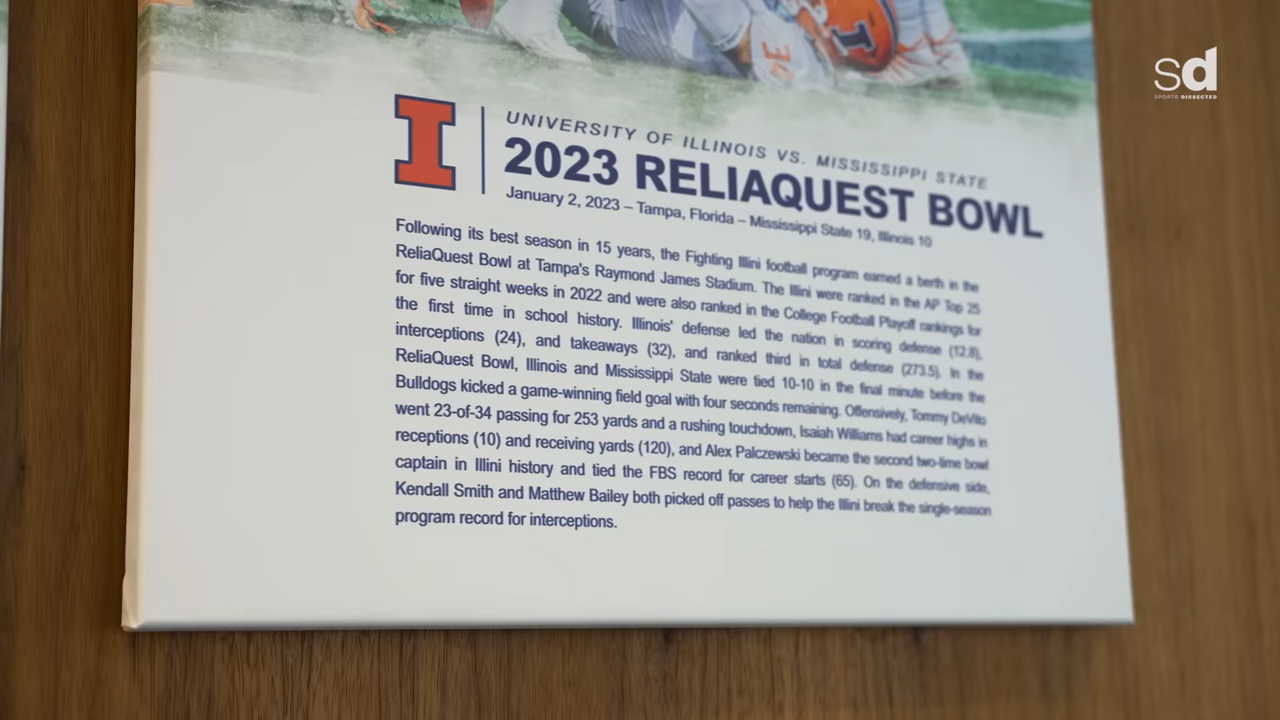 sd
SPORTS DISSECTED
I
I
UNIVERSITY OF ILLINOIS VS. MISSISSIPPI STATE
2023 RELIAQUEST BOWL
January 2, 2023 – Tampa, Florida – Mississippi State 19, Illinois 10
Following its best season in 15 years, the Fighting Illini football program earned a berth in the
ReliaQuest Bowl at Tampa's Raymond James Stadium. The Illini were ranked in the AP Top 25
for five straight weeks in 2022 and were also ranked in the College Football Playoff rankings for
the first time in school history. Illinois' defense led the nation in scoring defense (12.8),
interceptions (24), and takeaways (32), and ranked third in total defense (273.5). In the
ReliaQuest Bowl, Illinois and Mississippi State were tied 10-10 in the final minute before the
Bulldogs kicked a game-winning field goal with four seconds remaining. Offensively, Tommy DeVito
went 23-of-34 passing for 253 yards and a rushing touchdown, Isaiah Williams had career highs in
receptions (10) and receiving yards (120), and Alex Palczewski became the second two-time bowl
captain in Illini history and tied the FBS record for career starts (65). On the defensive side,
Kendall Smith and Matthew Bailey both picked off passes to help the Illini break the single-season
program record for interceptions.